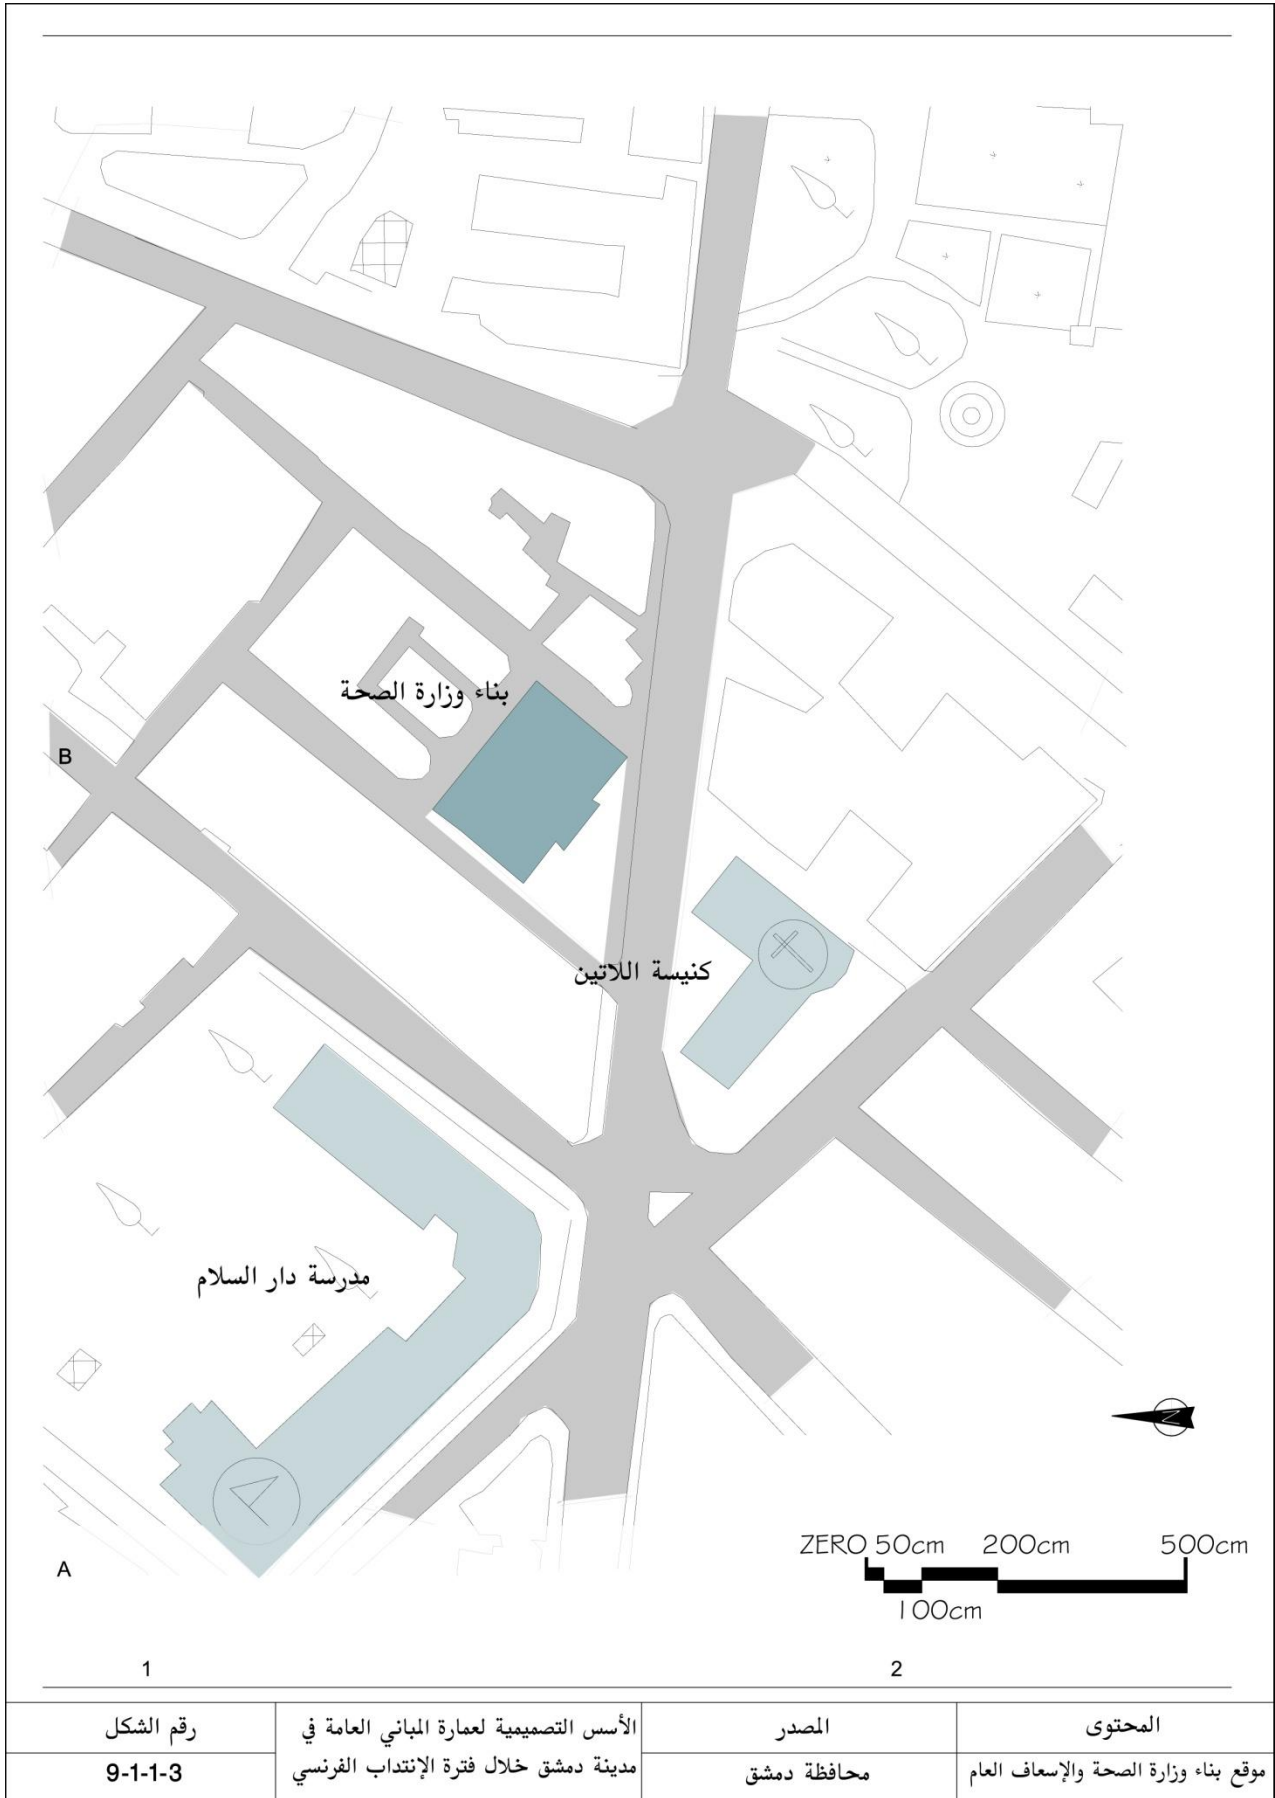 بناء وزارة الصحة
B
كنيسة اللاتين
مدرسة دار السلام
N
A
ZERO 50cm 200cm 500cm
100cm
1
2
المحتوى
موقع بناء وزارة الصحة والإسعاف العام
المصدر
محافظة دمشق
الأسس التصميمية لعمارة المباني العامة في
مدينة دمشق خلال فترة الإنتداب الفرنسي
رقم الشكل
9-1-1-3